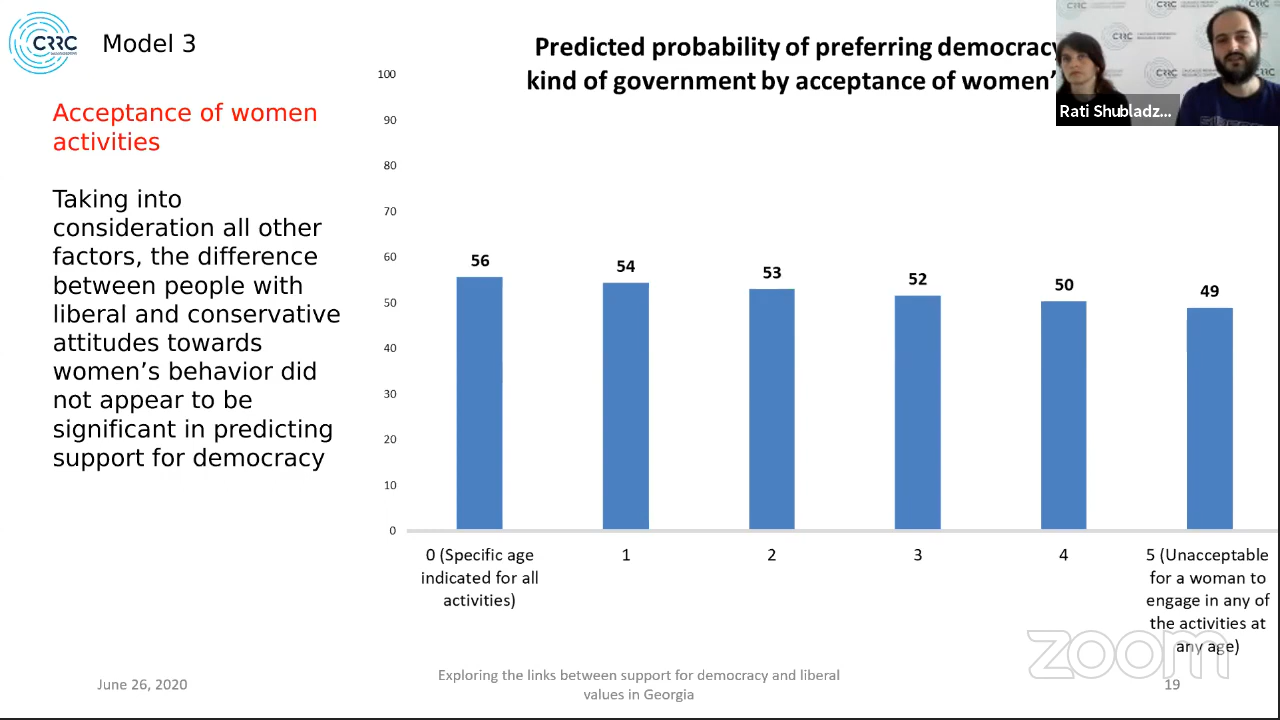 CRRC
Model 3
Acceptance of women
activities
Taking into
consideration all other
factors, the difference
between people with
liberal and conservative
attitudes towards
women’s behavior did
not appear to be
significant in predicting
support for democracy
Predicted probability of preferring democracy
kind of government by acceptance of women’
100
90
80
70
60
50
40
30
20
10
0
56
54
53
52
50
49
0 (Specific age
indicated for all
activities)
1
2
3
4
5 (Unacceptable
for a woman to
engage in any of
the activities at
any age)
Rati Shubladz...
zoom
June 26, 2020
Exploring the links between support for democracy and liberal
values in Georgia
19